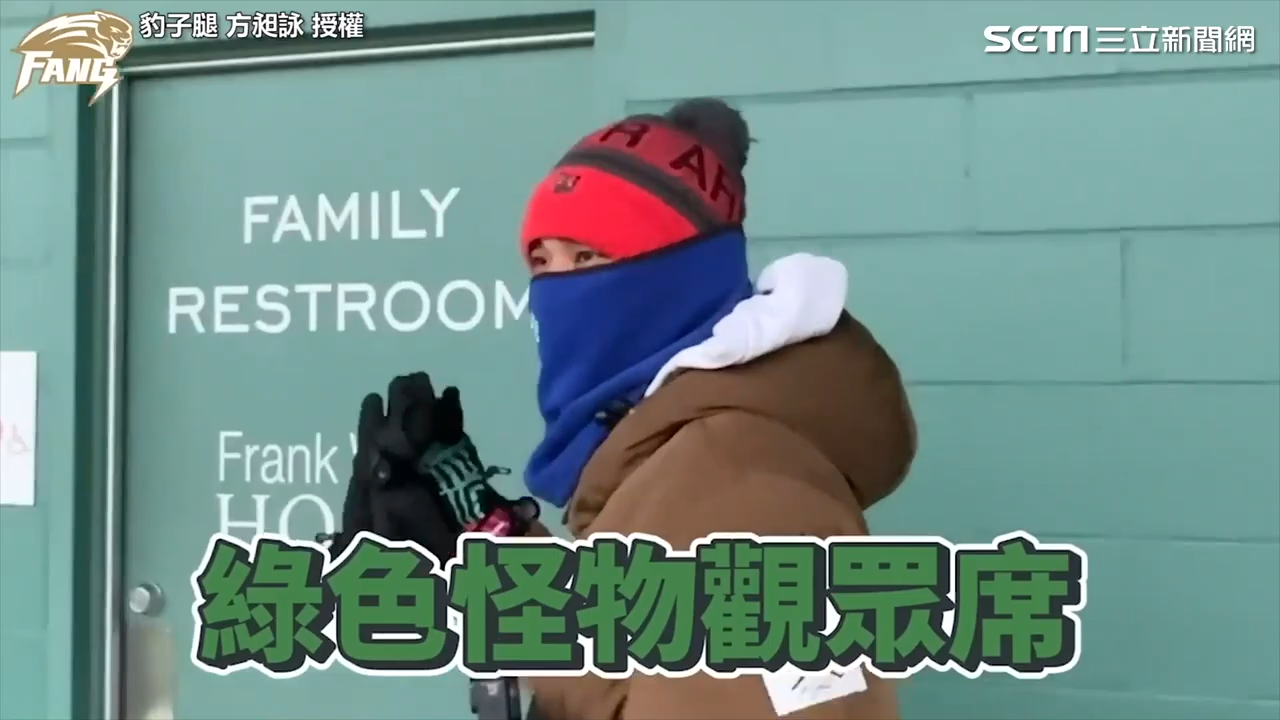 FANG
豹子腿 方昶詠 授權
SETN三立新聞網
FAMILY
RESTROOM
Frank
HO
綠色怪物觀眾席